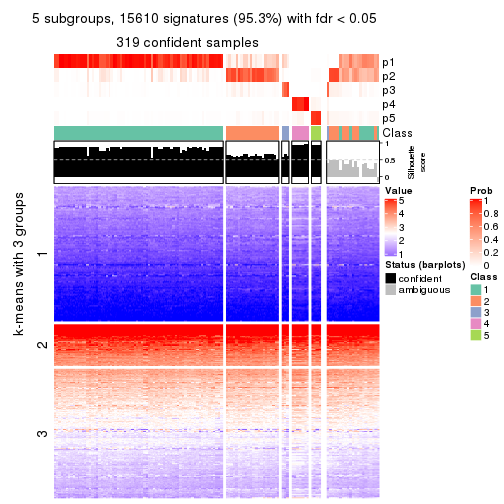 5 subgroups, 15610 signatures (95.3%) with fdr < 0.05
319 confident samples
p1
p2
p3
p4
p5
Class
1
0.5
0
Silhouette
score
k-means with 3 groups
1
2
3
Value
5
4
3
2
1
Status (barplots)
confident
ambiguous
Prob
1
0.8
0.6
0.4
0.2
0
Class
1
2
3
4
5